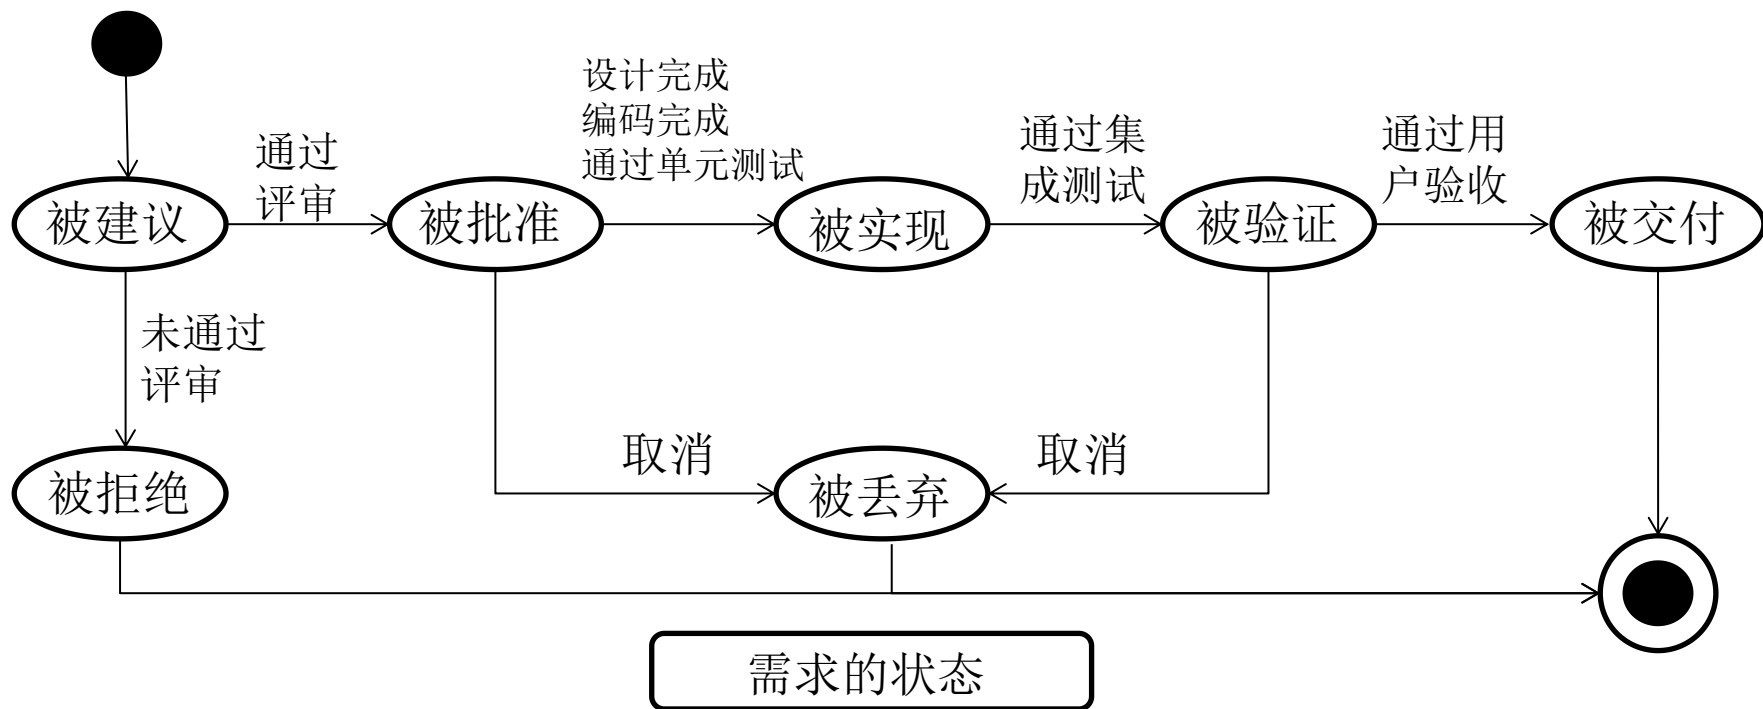 设计完成
编码完成
通过单元测试
通过
评审
通过集
成测试
通过用
户验收
被建议
被批准
被实现
被验证
被交付
未通过
评审
取消
取消
被拒绝
被丢弃
需求的状态